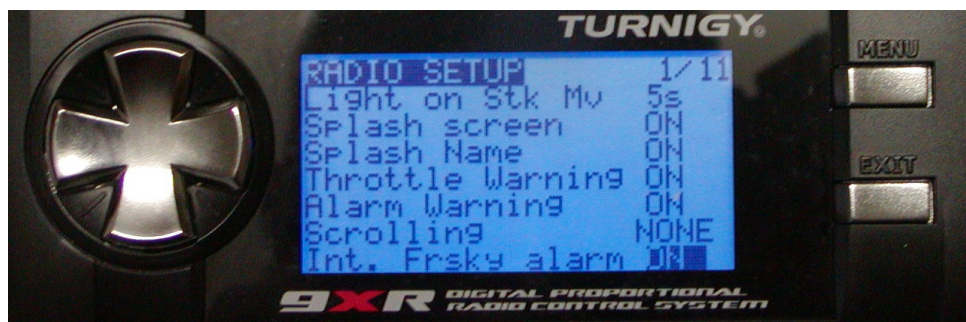 TURNIGY®
MENU
RADIO SETUP 1/11
Light on Stk Mv 5s
Splash screen ON
Splash Name ON
Throttle Warning ON
EXIT
Alarm Warning ON
Scrolling NONE
Int. Frsky alarm ON
9XR DIGITAL PROPORTIONAL
RADIO CONTROL SYSTEM